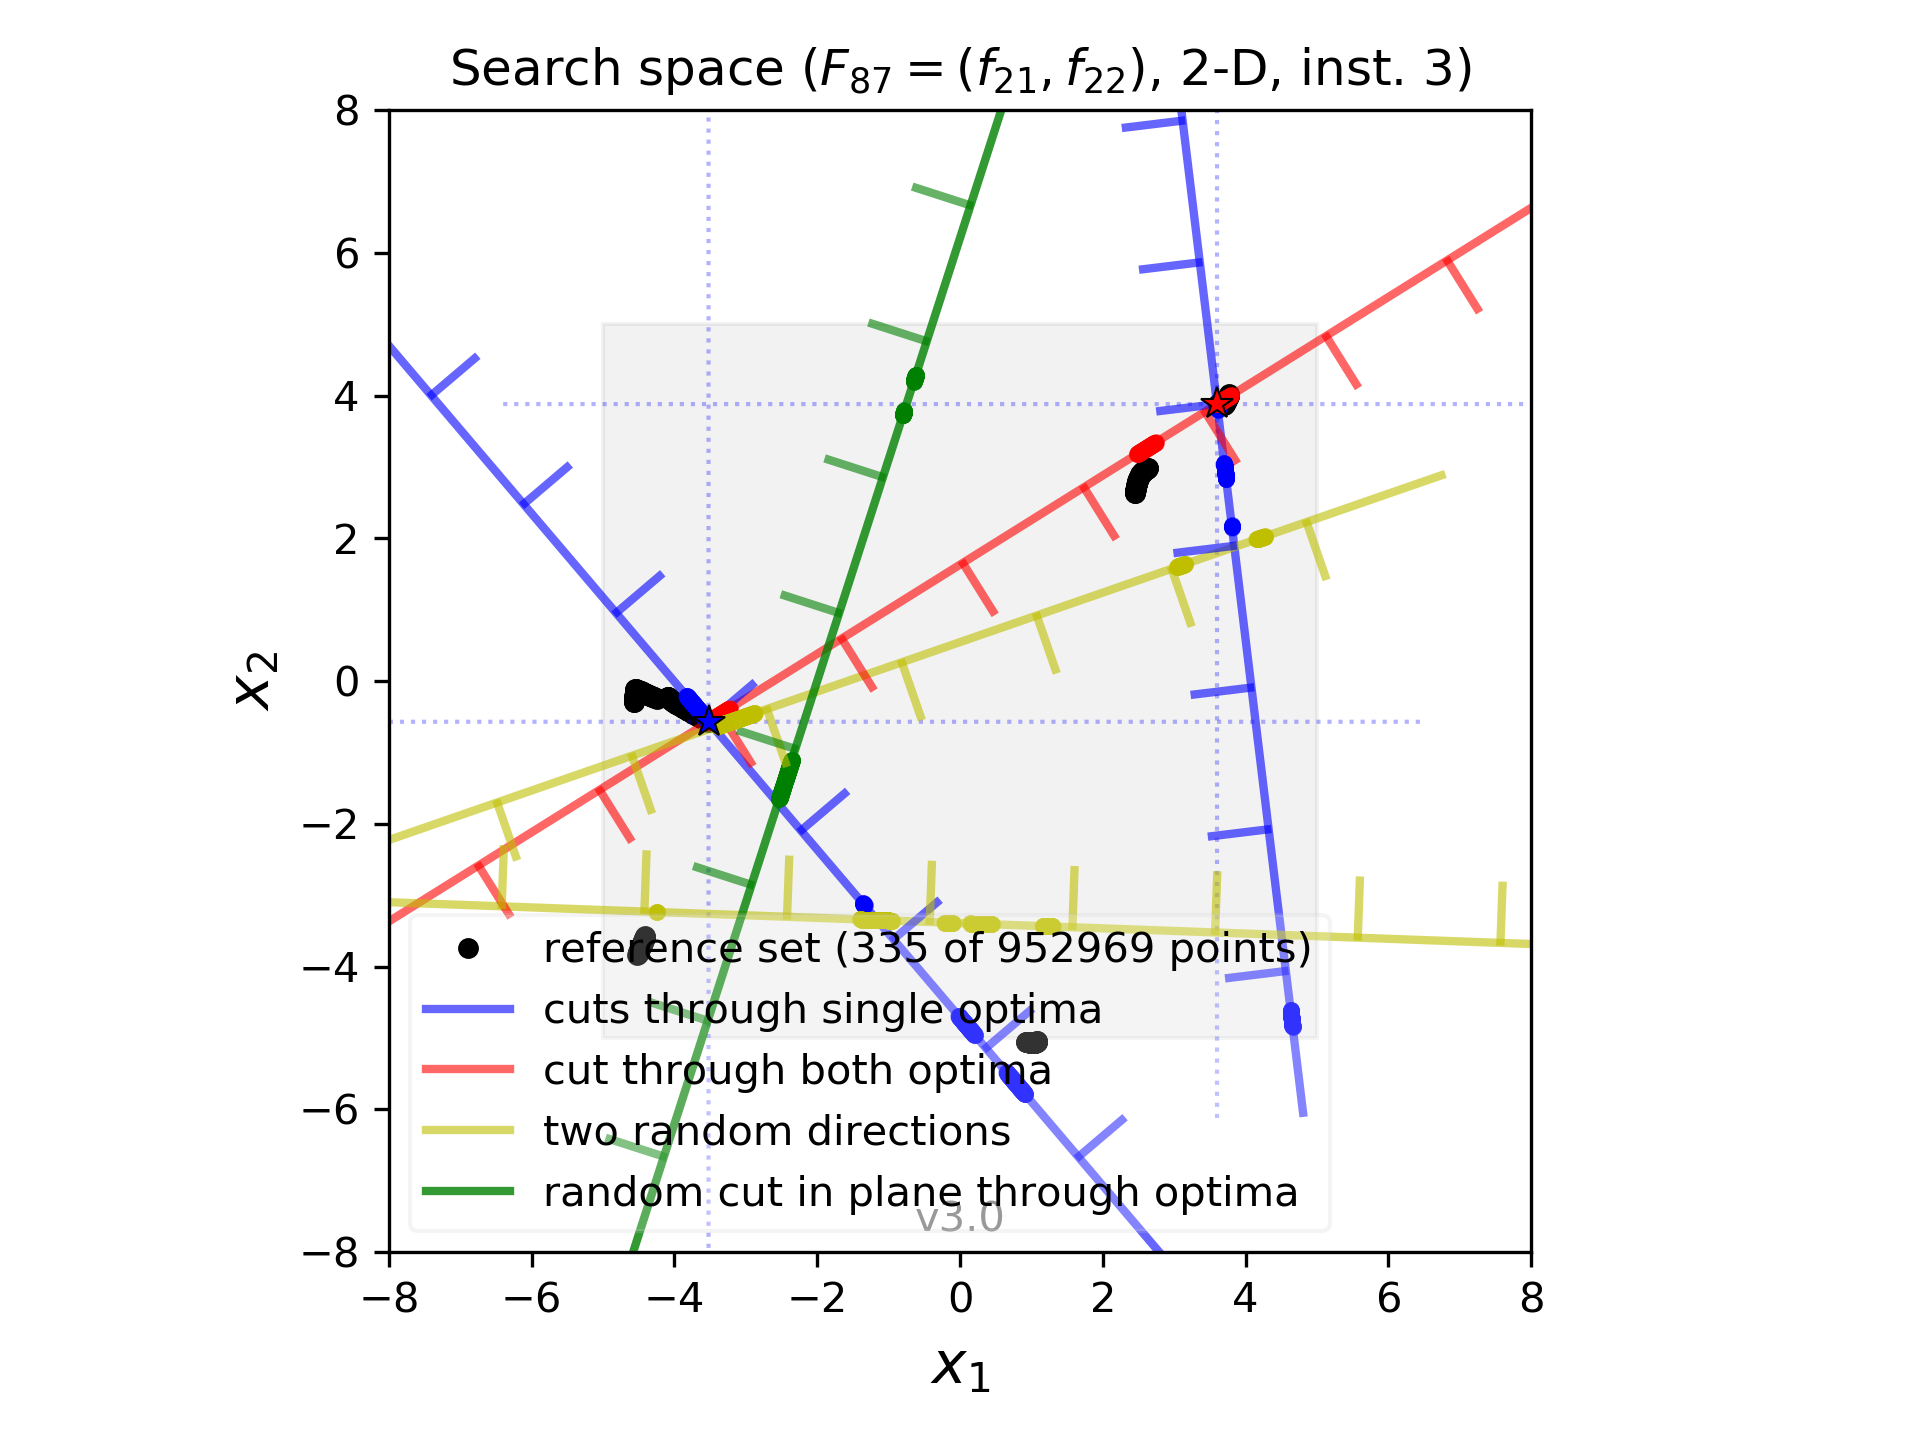 Search space (F87 = (f21, f22), 2-D, inst. 3)
8
6
4
2
0
−2
−4
−6
−8
x2
reference set (335 of 952969 points)
cuts through single optima
cut through both optima
two random directions
random cut in plane through optima
v3.0
−8 −6 −4 −2 0 2 4 6 8
x1